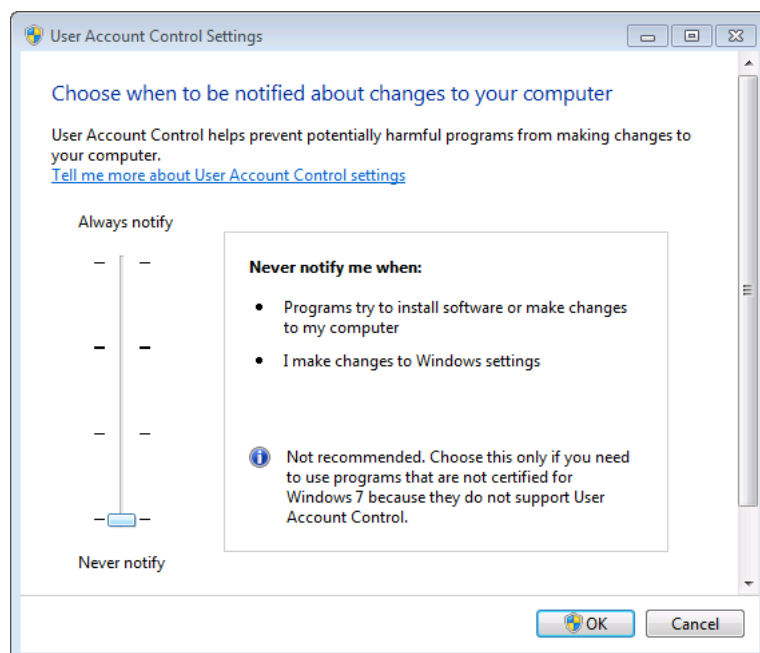 User Account Control Settings
Choose when to be notified about changes to your computer
User Account Control helps prevent potentially harmful programs from making changes to
your computer.
Tell me more about User Account Control settings
Always notify
Never notify me when:
• Programs try to install software or make changes
to my computer
• I make changes to Windows settings
Not recommended. Choose this only if you need
to use programs that are not certified for
Windows 7 because they do not support User
Account Control.
Never notify
OK
Cancel